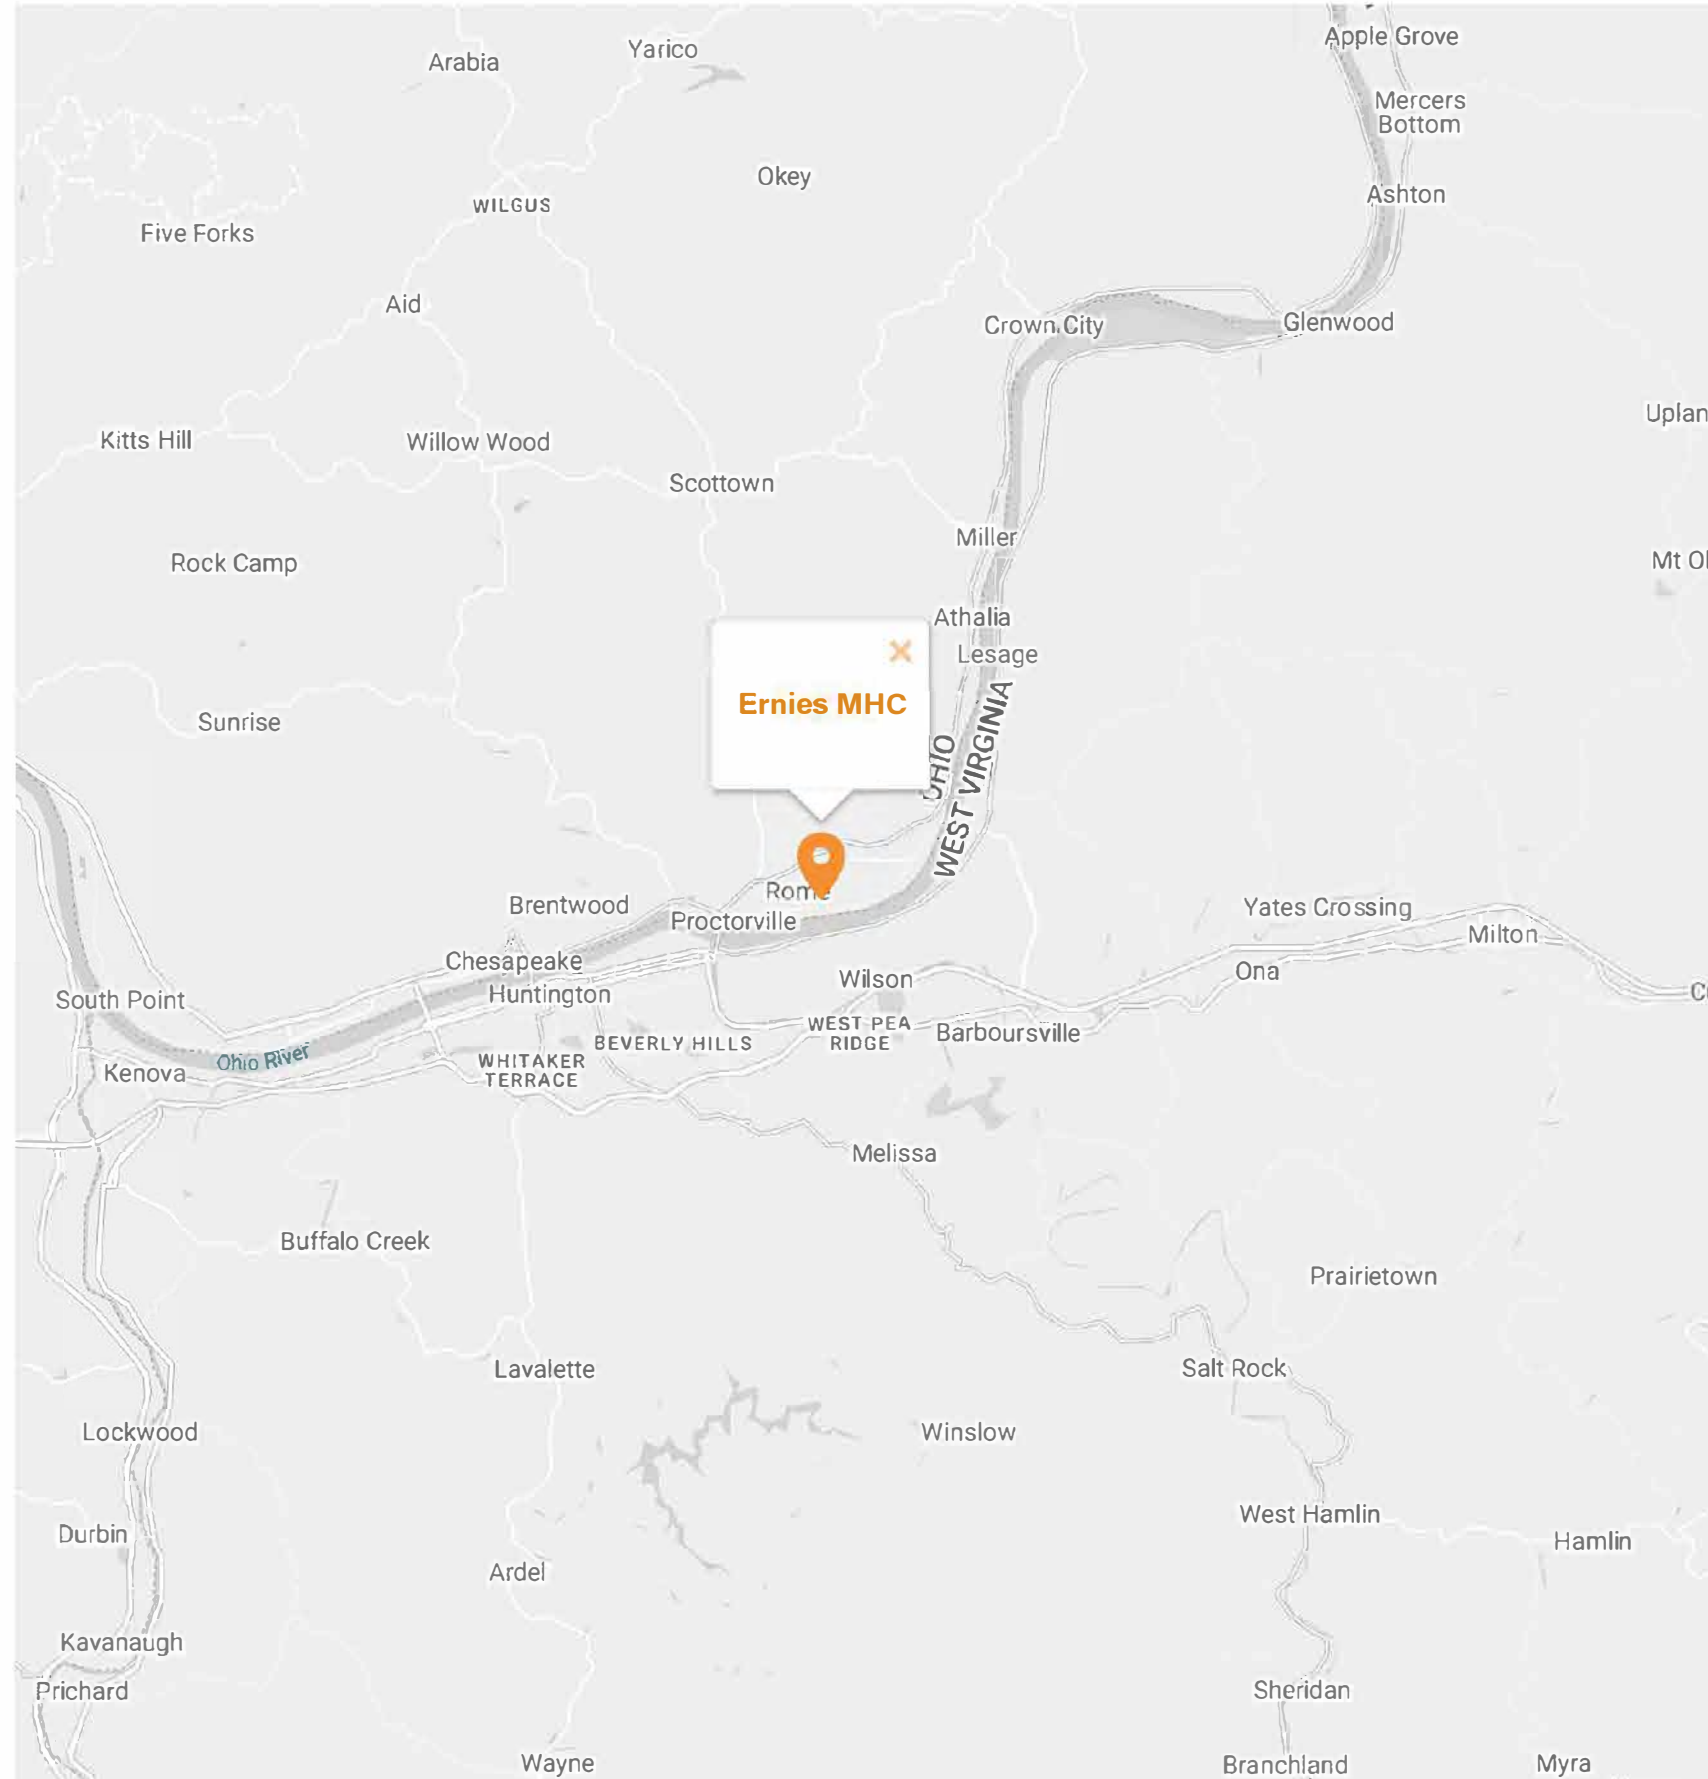 Apple Grove
Yarico
Arabia
Mercers
Bottom
Okey
Ashton
WILGUS
Five Forks
Aid
Glenwood
Crown City
Kitts Hill
Willow Wood
Scottown
Miller
Rock Camp
Athalia
Lesage
Ernies MHC
Sunrise
OHIO
WEST VIRGINIA
Rome
Brentwood
Proctorville
Yates Crossing
Milton
Chesapeake
Wilson
Ona
Huntington
South Point
WEST PEA
RIDGE
Barboursville
BEVERLY HILLS
Ohio River
WHITAKER
TERRACE
Kenova
Melissa
Buffalo Creek
Prairietown
Lavalette
Salt Rock
Lockwood
Winslow
West Hamlin
Durbin
Hamlin
Ardel
Kavanaugh
Prichard
Sheridan
Wayne
Branchland
Myra